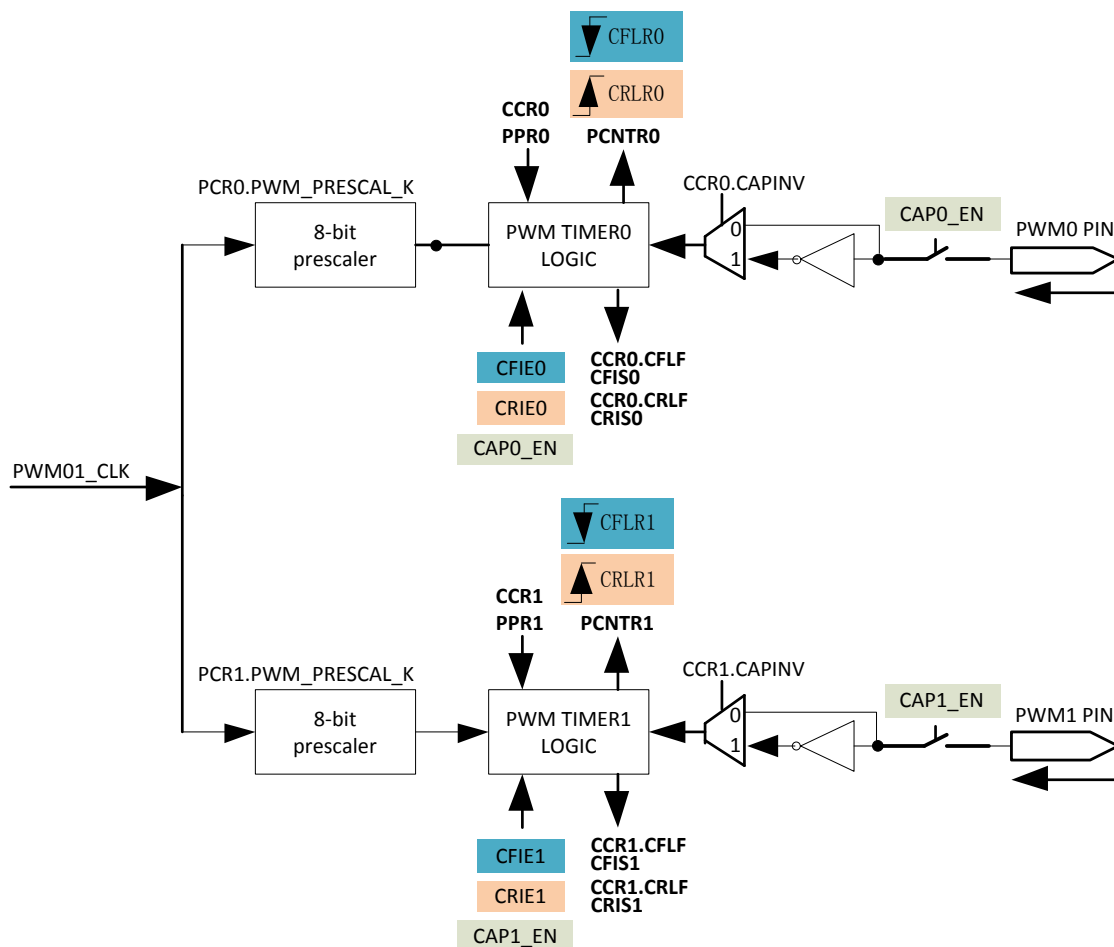 CFLR0
CRLR0
CCR0
PPR0
PCNTR0
PCR0.PWM_PRESCAL_K
CCR0.CAPINV
CAP0_EN
PWM0 PIN
8-bit
prescaler
PWM TIMER0
LOGIC
0
1
CFIE0
CRIE0
CAP0_EN
CCR0.CFLF
CFIS0
CCR0.CRLF
CRIS0
PWM01_CLK
CFLR1
CRLR1
CCR1
PPR1
PCNTR1
PCR1.PWM_PRESCAL_K
CCR1.CAPINV
CAP1_EN
PWM1 PIN
8-bit
prescaler
PWM TIMER1
LOGIC
0
1
CFIE1
CRIE1
CAP1_EN
CCR1.CFLF
CFIS1
CCR1.CRLF
CRIS1